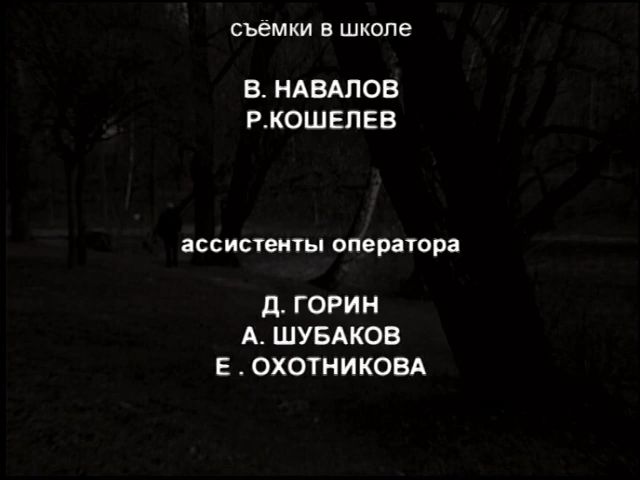 съёмки в школе
В. НАВАЛОВ
Р.КОШЕЛЕВ
ассистенты оператора
Д. ГОРИН
А. ШУБАКОВ
Е . ОХОТНИКОВА